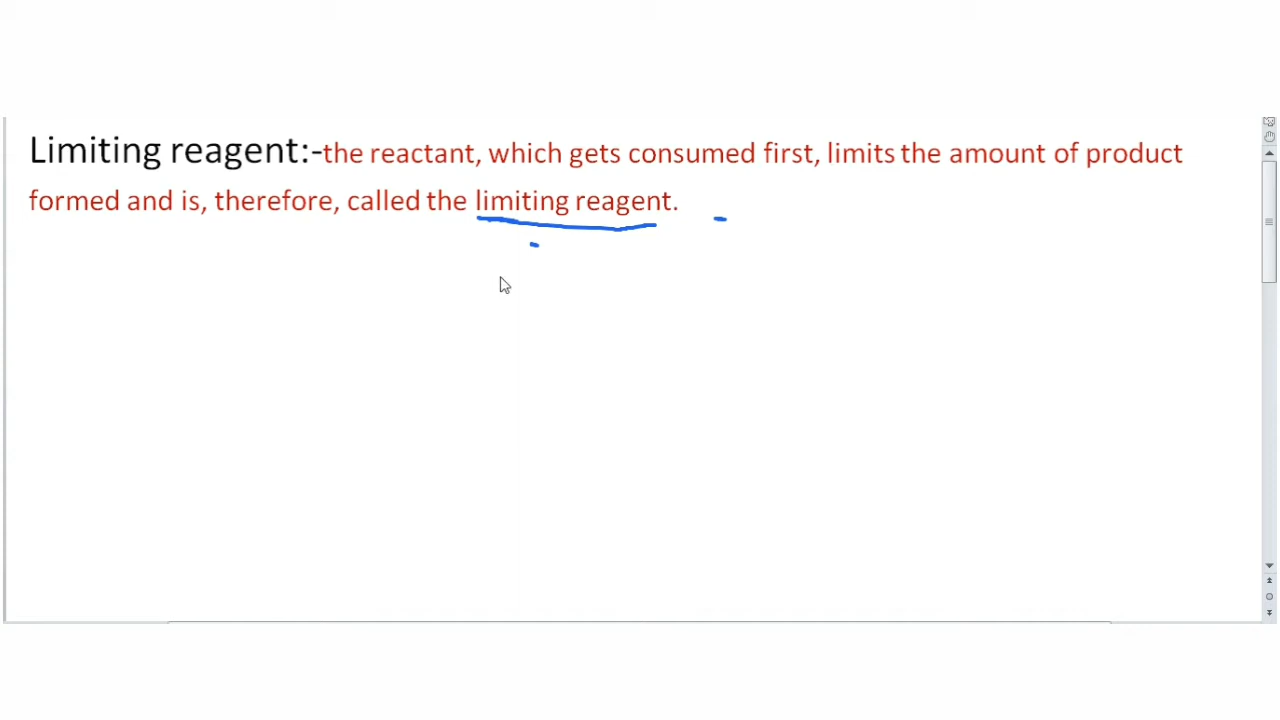 Limiting reagent:-the reactant, which gets consumed first, limits the amount of product
formed and is, therefore, called the limiting reagent.